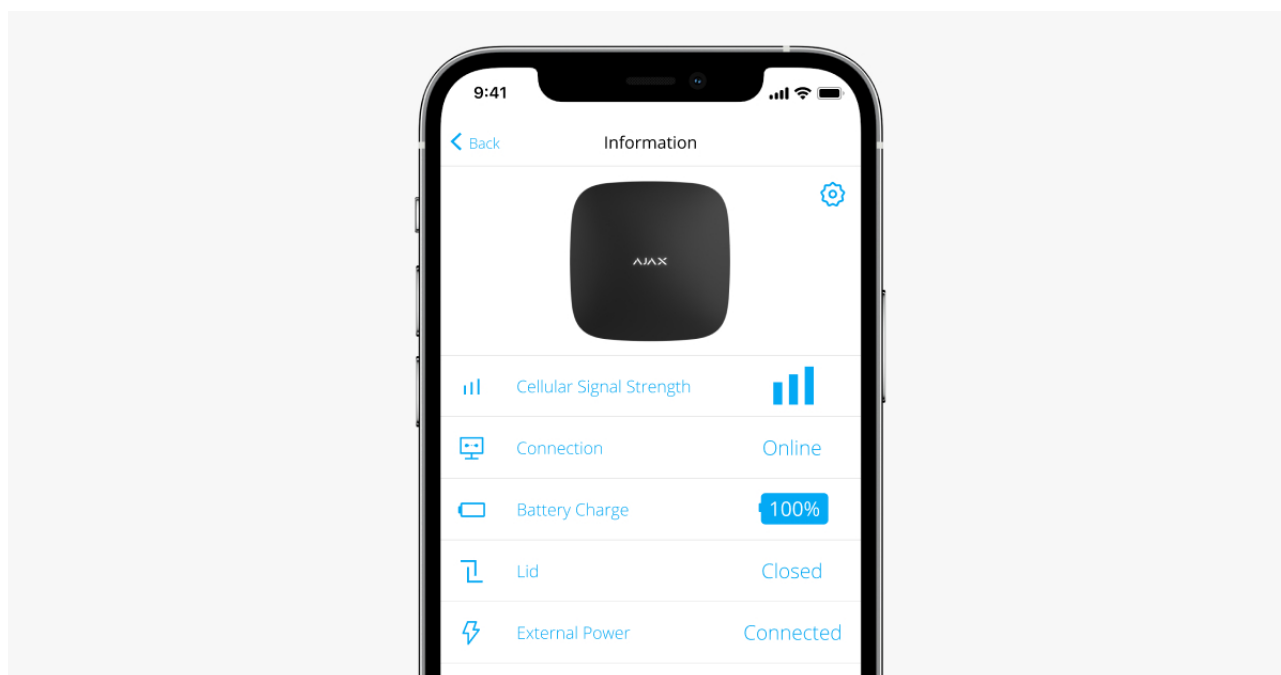 9:41
Back
Information
AJAX
Cellular Signal Strength
Connection Online
Battery Charge 100%
Lid Closed
External Power Connected